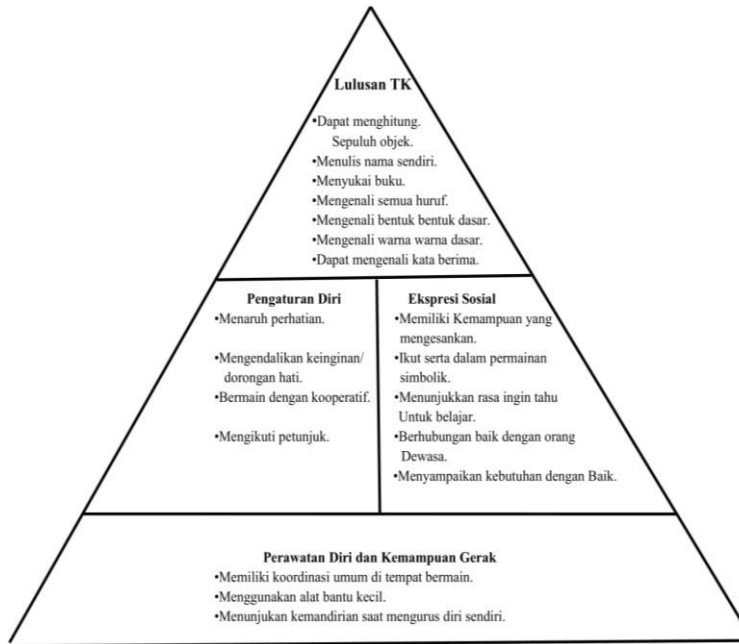 Lulusan TK
•Dapat menghitung.
Sepuluh objek.
•Menulis nama sendiri.
•Menyukai buku.
•Mengenali semua huruf.
•Mengenali bentuk bentuk dasar.
•Mengenali warna warna dasar.
•Dapat mengenali kata berima.
Pengaturan Diri
•Menaruh perhatian.
•Mengendalikan keinginan/
dorongan hati.
•Bermain dengan kooperatif.
•Mengikuti petunjuk.
Ekspresi Sosial
•Memiliki Kemampuan yang
mengesankan.
•Ikut serta dalam permainan
simbolik.
•Menunjukkan rasa ingin tahu
Untuk belajar.
•Berhubungan baik dengan orang
Dewasa.
•Menyampaikan kebutuhan dengan Baik.
Perawatan Diri dan Kemampuan Gerak
•Memiliki koordinasi umum di tempat bermain.
•Menggunakan alat bantu kecil.
•Menunjukan kemandirian saat mengurus diri sendiri.